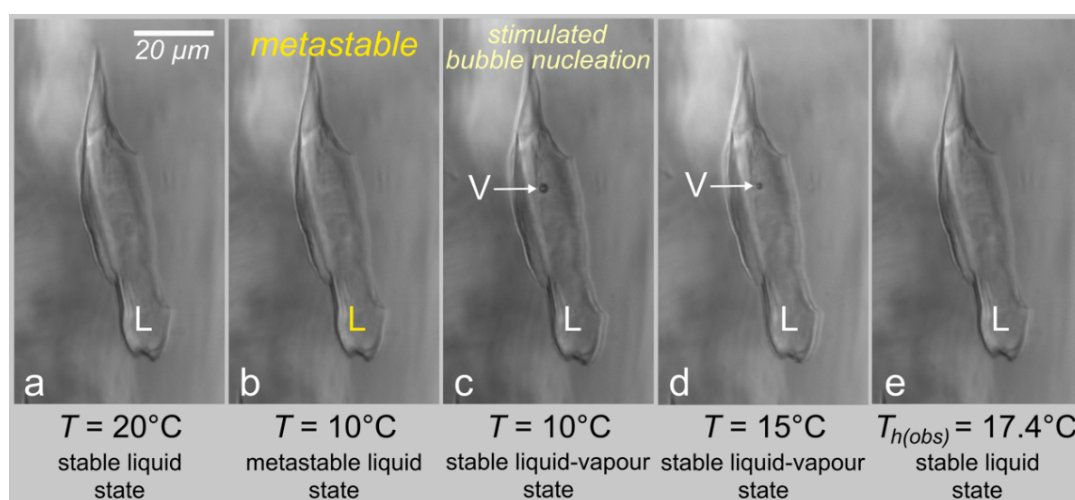 20 μm
metastable
stimulated
bubble nucleation
V
V
L
L
L
L
L
a
b
c
d
e
T = 20°C
stable liquid
state
T = 10°C
metastable liquid
state
T = 10°C
stable liquid-vapour
state
T = 15°C
stable liquid-vapour
state
Th(obs) = 17.4°C
stable liquid
state